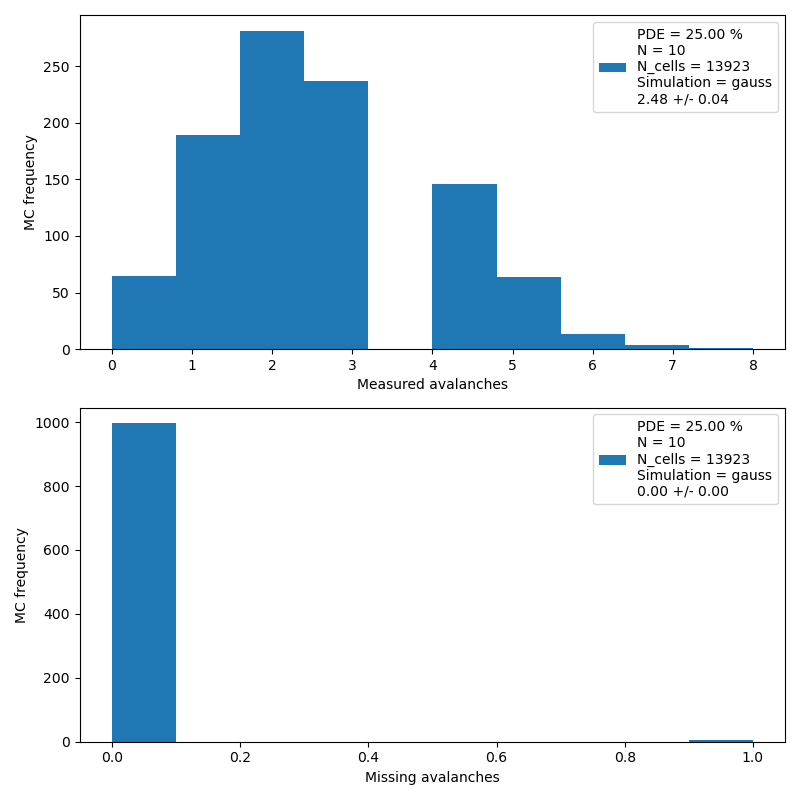 PDE = 25.00 %
N = 10
N_cells = 13923
Simulation = gauss
2.48 +/- 0.04
MC frequency
250
200
150
100
50
0
0 1 2 3 4 5 6 7 8
Measured avalanches
PDE = 25.00 %
N = 10
N_cells = 13923
Simulation = gauss
0.00 +/- 0.00
MC frequency
1000
800
600
400
200
0
0.0 0.2 0.4 0.6 0.8 1.0
Missing avalanches